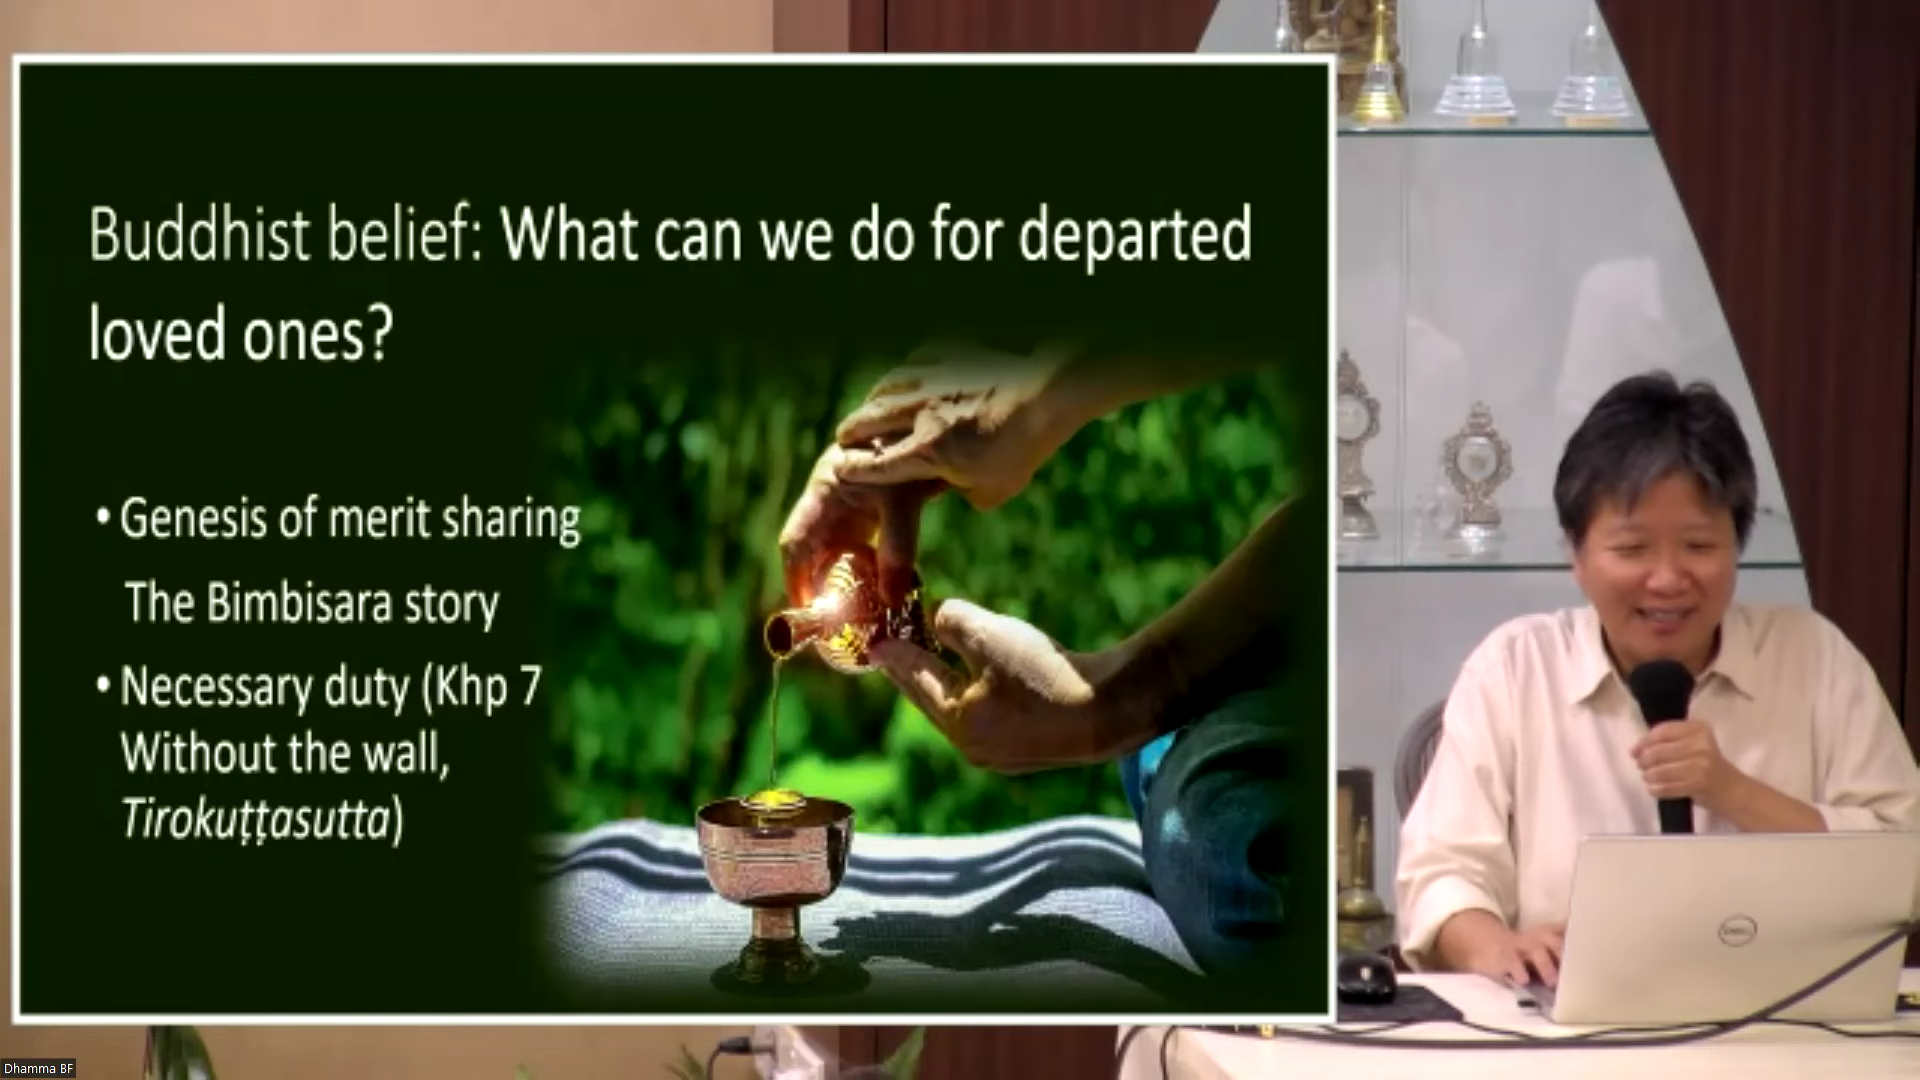 Buddhist belief: What can we do for departed
loved ones?
• Genesis of merit sharing
The Bimbisara story
• Necessary duty (Khp 7
Without the wall,
Tirokuṭṭasutta)
DELL
Dhamma BF